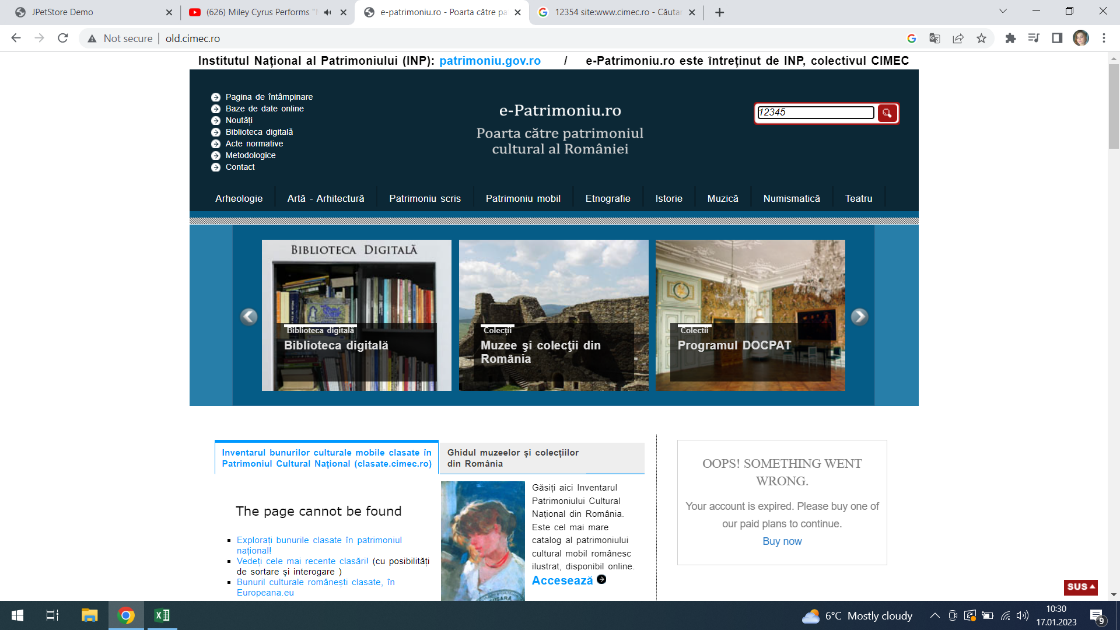 JPetStore Demo
(626) Miley Cyrus Performs "
e-patrimoniu.ro - Poarta către pa
12354 site:www.cimec.ro - Căuta
Not secure
old.cimec.ro
Institutul Național al Patrimoniului (INP): patrimoniu.gov.ro / e-Patrimoniu.ro este întreținut de INP, colectivul CIMEC
Pagina de întâmpinare
Baze de date online
Noutăți
Biblioteca digitală
Acte normative
Metodologice
Contact
e-Patrimoniu.ro
Poarta către patrimoniul
cultural al României
12345
Arheologie Artă - Arhitectură Patrimoniu scris Patrimoniu mobil Etnografie Istorie Muzică Numismatică Teatru
Biblioteca Digitală
Biblioteca digitală
Biblioteca digitală
Colecții
Muzee şi colecţii din
România
Colectii
Programul DOCPAT
Inventarul bunurilor culturale mobile clasate în
Patrimoniul Cultural Național (clasate.cimec.ro)
Ghidul muzeelor și colecțiilor
din România
The page cannot be found
Explorați bunurile clasate în patrimoniul
național!
Vedeți cele mai recente clasări! (cu posibilități
de sortare și interogare )
Bunuri culturale românești clasate, în
Europeana.eu
Găsiți aici Inventarul
Patrimoniului Cultural
Național din România.
Este cel mai mare
catalog al patrimoniului
cultural mobil românesc
ilustrat, disponibil online.
Accesează
OOPS! SOMETHING WENT
WRONG.
Your account is expired. Please buy one of
our paid plans to continue.
Buy now
SUS
6°C Mostly cloudy
10:30
17.01.2023
9